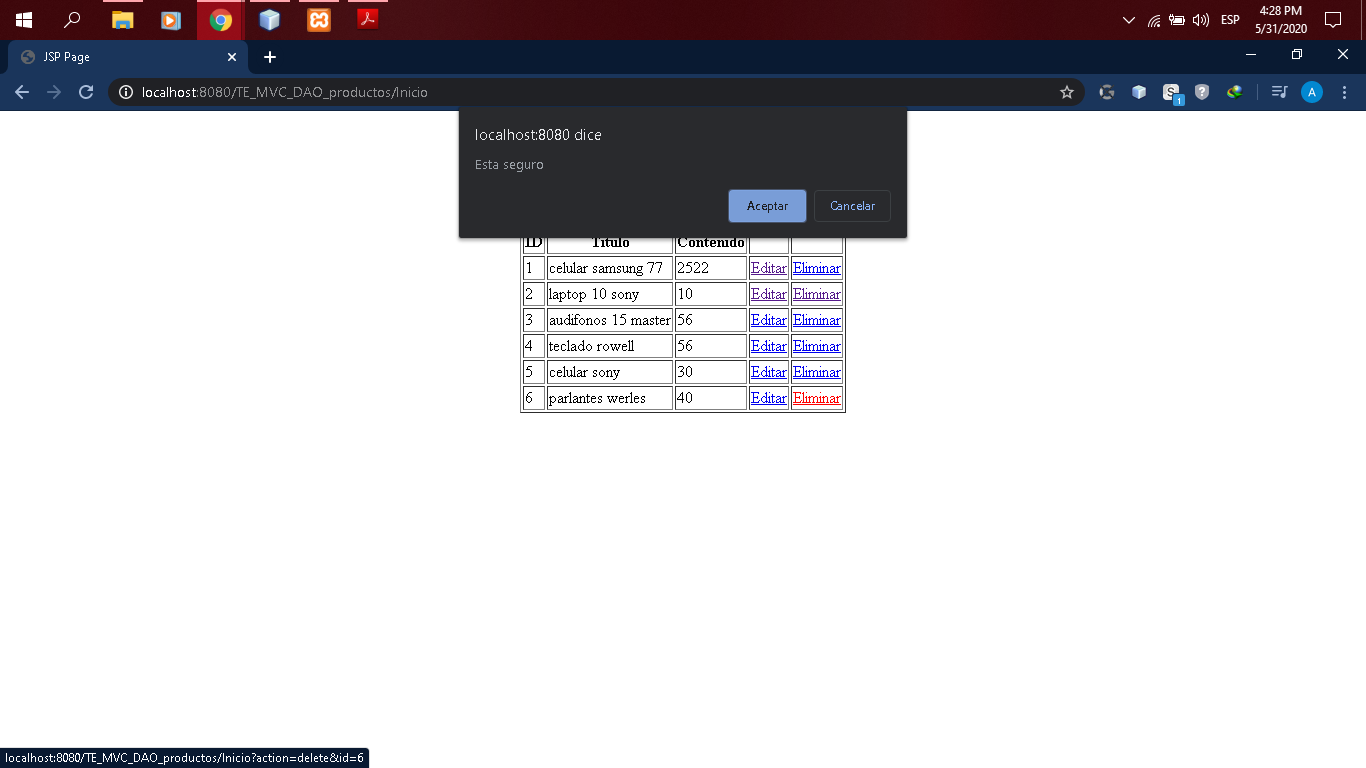 4:28 PM
ESP
5/31/2020
JSP Page
localhost:8080/TE_MVC_DAO_productos/Inicio
S
1
A
localhost:8080 dice
Esta seguro
Aceptar Cancelar
ID Titulo Contenido
1 celular samsung 77 2522 Editar Eliminar
2 laptop 10 sony 10 Editar Eliminar
3 audifonos 15 master 56 Editar Eliminar
4 teclado rowell 56 Editar Eliminar
5 celular sony 30 Editar Eliminar
6 parlantes werles 40 Editar Eliminar
localhost:8080/TE_MVC_DAO_productos/Inicio?action=delete&id=6